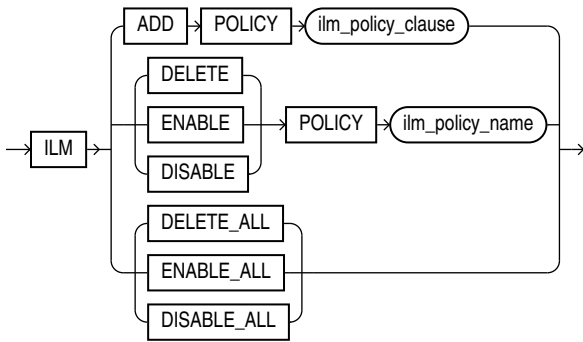 ADD POLICY ilm_policy_clause
DELETE
ENABLE
DISABLE
POLICY ilm_policy_name
ILM
DELETE_ALL
ENABLE_ALL
DISABLE_ALL